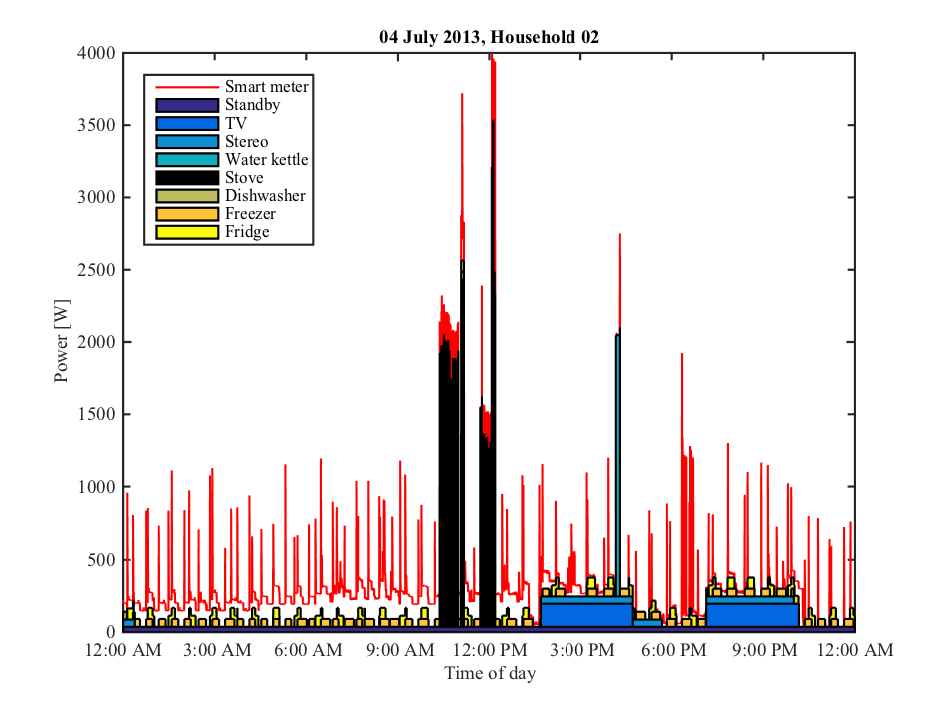 04 July 2013, Household 02
4000
3500
3000
2500
2000
1500
1000
500
0
Power [W]
Smart meter
Standby
TV
Stereo
Water kettle
Stove
Dishwasher
Freezer
Fridge
12:00 AM 3:00 AM 6:00 AM 9:00 AM 12:00 PM 3:00 PM 6:00 PM 9:00 PM 12:00 AM
Time of day